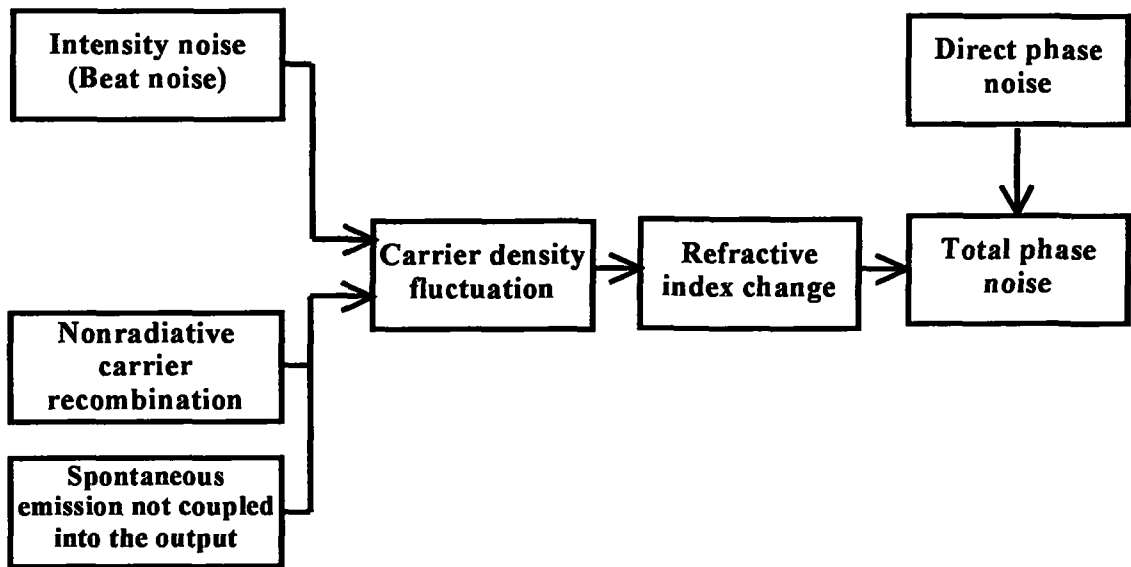 Intensity noise
(Beat noise)
Direct phase
noise
Carrier density
fluctuation
Refractive
index change
Total phase
noise
Nonradiative
carrier
recombination
Spontaneous
emission not coupled
into the output